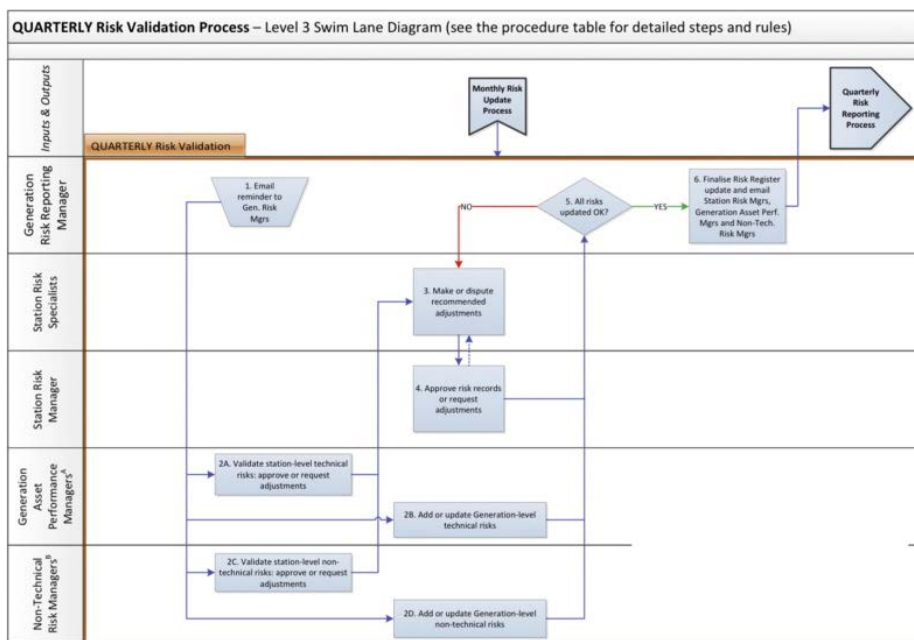 QUARTERLY Risk Validation Process – Level 3 Swim Lane Diagram (see the procedure table for detailed steps and rules)
Inputs & Outputs
Monthly Risk
Update
Process
Quarterly
Risk
Reporting
Process
QUARTERLY Risk Validation
Generation
Risk Reporting
Manager
1. Email
reminder to
Gen. Risk
Mgrs
NO
5. All risks
updated OK?
YES
6. Finalise Risk Register
update and email
Station Risk Mgrs,
Generation Asset Perf.
Mgrs and Non-Tech.
Risk Mgrs
Station Risk
Specialists
3. Make or dispute
recommended
adjustments
Station Risk
Manager
4. Approve risk records
or request
adjustments
Generation
Asset
Performance
Managersᴬ
2A. Validate station-level technical
risks: approve or request
adjustments
2B. Add or update Generation-level
technical risks
Non-Technical
Risk Managersᴮ
2C. Validate station-level non-
technical risks: approve or request
adjustments
2D. Add or update Generation-level
non-technical risks